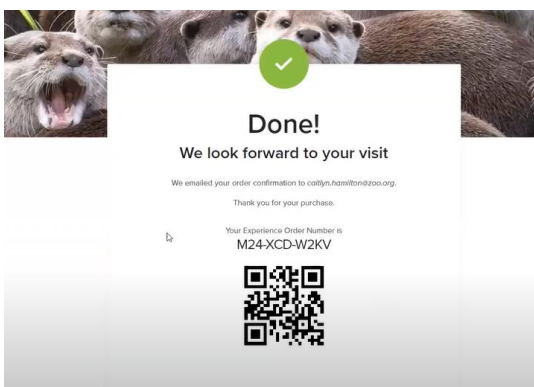 Done!
We look forward to your visit
We emailed your order confirmation to caitlyn.hamilton@zoo.org.
Thank you for your purchase.
Your Experience Order Number is
M24-XCD-W2KV